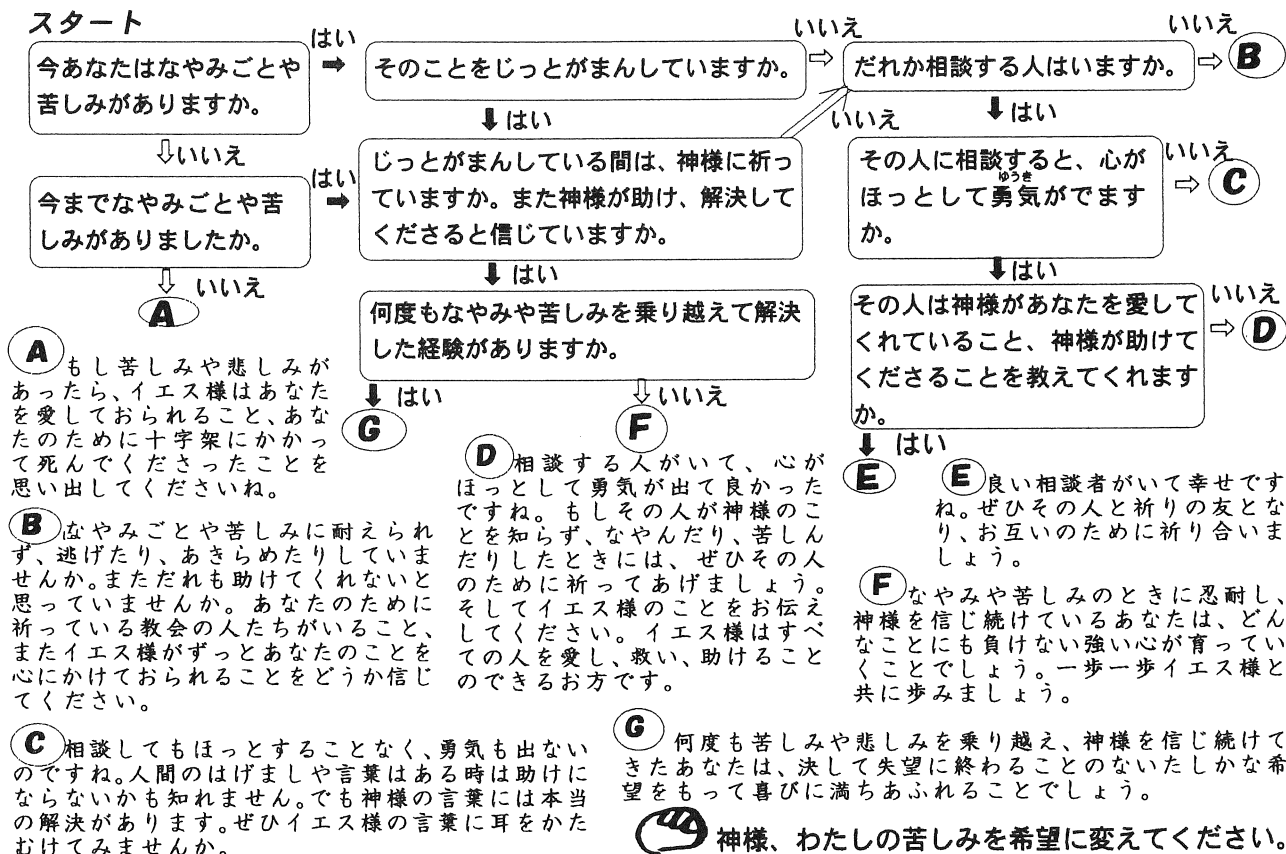 スタート
今あなたはなやみごとや
苦しみがありますか。
はい
そのことをじっとがまんしていますか。
いいえ
だれか相談する人はいますか。
いいえ
B
いいえ
今までなやみごとや苦
しみがありましたか。
はい
はい
じっとがまんしている間は、神様に祈っ
ていますか。また神様が助け、解決して
くださると信じていますか。
いいえ
はい
その人に相談すると、心が
ほっとして勇気がでます
ゆうき
か。
いいえ
C
いいえ
A
はい
何度もなやみや苦しみを乗り越えて解決
した経験がありますか。
はい
G
いいえ
F
はい
その人は神様があなたを愛して
くれていること、神様が助けて
くださることを教えてくれます
か。
いいえ
D
はい
E
A もし苦しみや悲しみが
あったら、イエス様はあなた
を愛しておられること、あな
たのために十字架にかかっ
て死んでくださったことを
思い出してくださいね。
B なやみごとや苦しみに耐えられ
ず、逃げたり、あきらめたりしていま
せんか。まただれも助けてくれないと
思っていませんか。あなたのために
祈っている教会の人たちがいること、
またイエス様がずっとあなたのことを
心にかけておられることをどうか信じ
てください。
C 相談してもほっとすることなく、勇気も出ない
のですね。人間のはげましや言葉はある時は助けに
ならないかも知れません。でも神様の言葉には本当
の解決があります。ぜひイエス様の言葉に耳をかた
むけてみませんか。
D 相談する人がいて、心が
ほっとして勇気が出て良かった
ですね。もしその人が神様のこ
とを知らず、なやんだり、苦しん
だりしたときには、ぜひその人
のために祈ってあげましょう。
そしてイエス様のことをお伝え
してください。イエス様はすべ
ての人を愛し、救い、助けること
のできるお方です。
E 良い相談者がいて幸せです
ね。ぜひその人と祈りの友とな
り、お互いのために祈り合いま
しょう。
F なやみや苦しみのときに忍耐し、
神様を信じ続けているあなたは、どん
なことにも負けない強い心が育ってい
くことでしょう。一歩一歩イエス様と
共に歩みましょう。
G 何度も苦しみや悲しみを乗り越え、神様を信じ続けて
きたあなたは、決して失望に終わることのないたしかな希
望をもって喜びに満ちあふれることでしょう。
神様、わたしの苦しみを希望に変えてください。